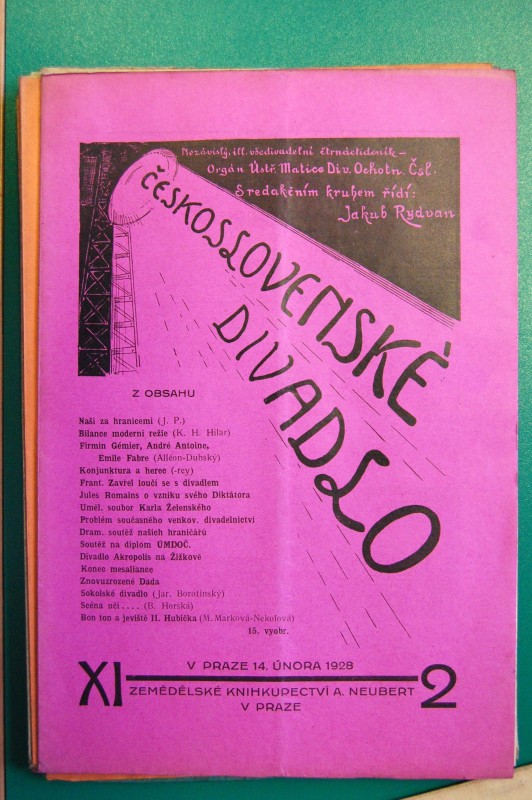 Nezávislý, ill. všedivadelní čtrnáctideník —
Orgán Ústř. Matice Div. Ochotn. Čsl.
S redakčním kruhem řídí:
Jakub Rydvan
ČESKOSLOVENSKÉ
DIVADLO
Z OBSAHU
Naši za hranicemi (J. P.)
Bilance moderní režie (K. H. Hilar)
Firmin Gémier, André Antoine,
Emile Fabre (Alléon-Dubský)
Konjunktura a herec (-rey)
Frant. Zavřel loučí se s divadlem
Jules Romains o vzniku svého Diktátora
Uměl. soubor Karla Želenského
Problém současného venkov. divadelnictví
Dram. soutěž našich hraničářů
Soutěž na diplom ÚMDOČ.
Divadlo Akropolis na Žižkově
Konec mesaliance
Znovuzrozené Dada
Sokolské divadlo (Jar. Borotínský)
Scéna učí.... (B. Horská)
Bon ton a jeviště II. Hubička (M. Marková-Nekolová)
15. vyobr.
XI
V PRAZE 14. ÚNORA 1928
ZEMĚDĚLSKÉ KNIHKUPECTVÍ A. NEUBERT
V PRAZE
2